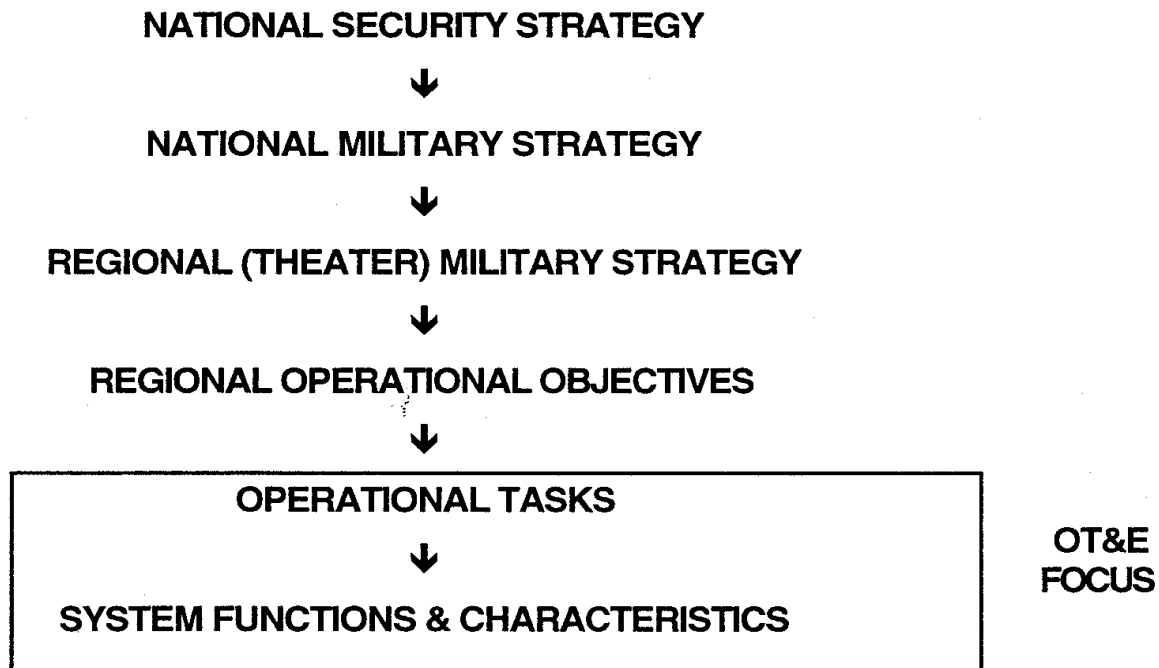 NATIONAL SECURITY STRATEGY
NATIONAL MILITARY STRATEGY
REGIONAL (THEATER) MILITARY STRATEGY
REGIONAL OPERATIONAL OBJECTIVES
OPERATIONAL TASKS
SYSTEM FUNCTIONS & CHARACTERISTICS
OT&E
FOCUS